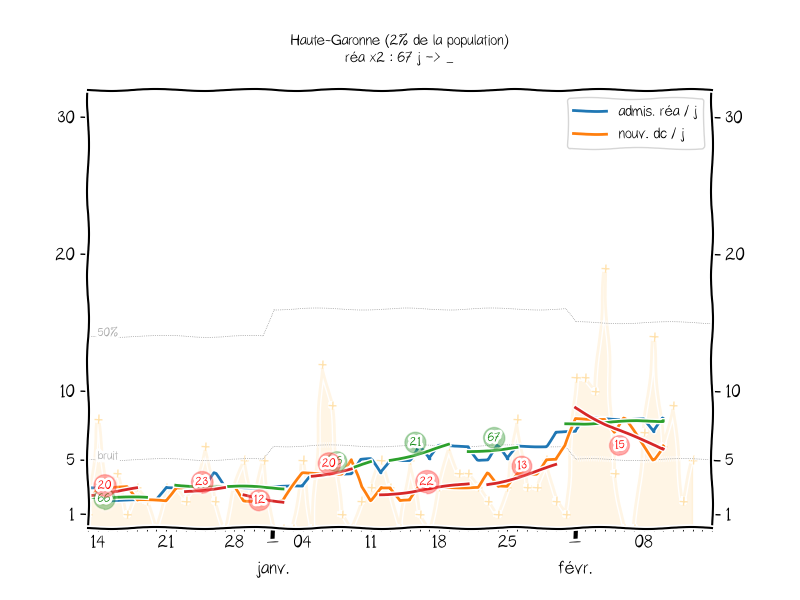 Haute-Garonne (2% de la population)
réa x2 : 67 j -> _
admis. réa / j
nouv. dc / j
30 30
20 20
50%
10 10
21 67
20 5
bruit
5 5
20 23 22 13 15
66 12
1 1
14 21 28 04 11 18 25 08
janv. févr.